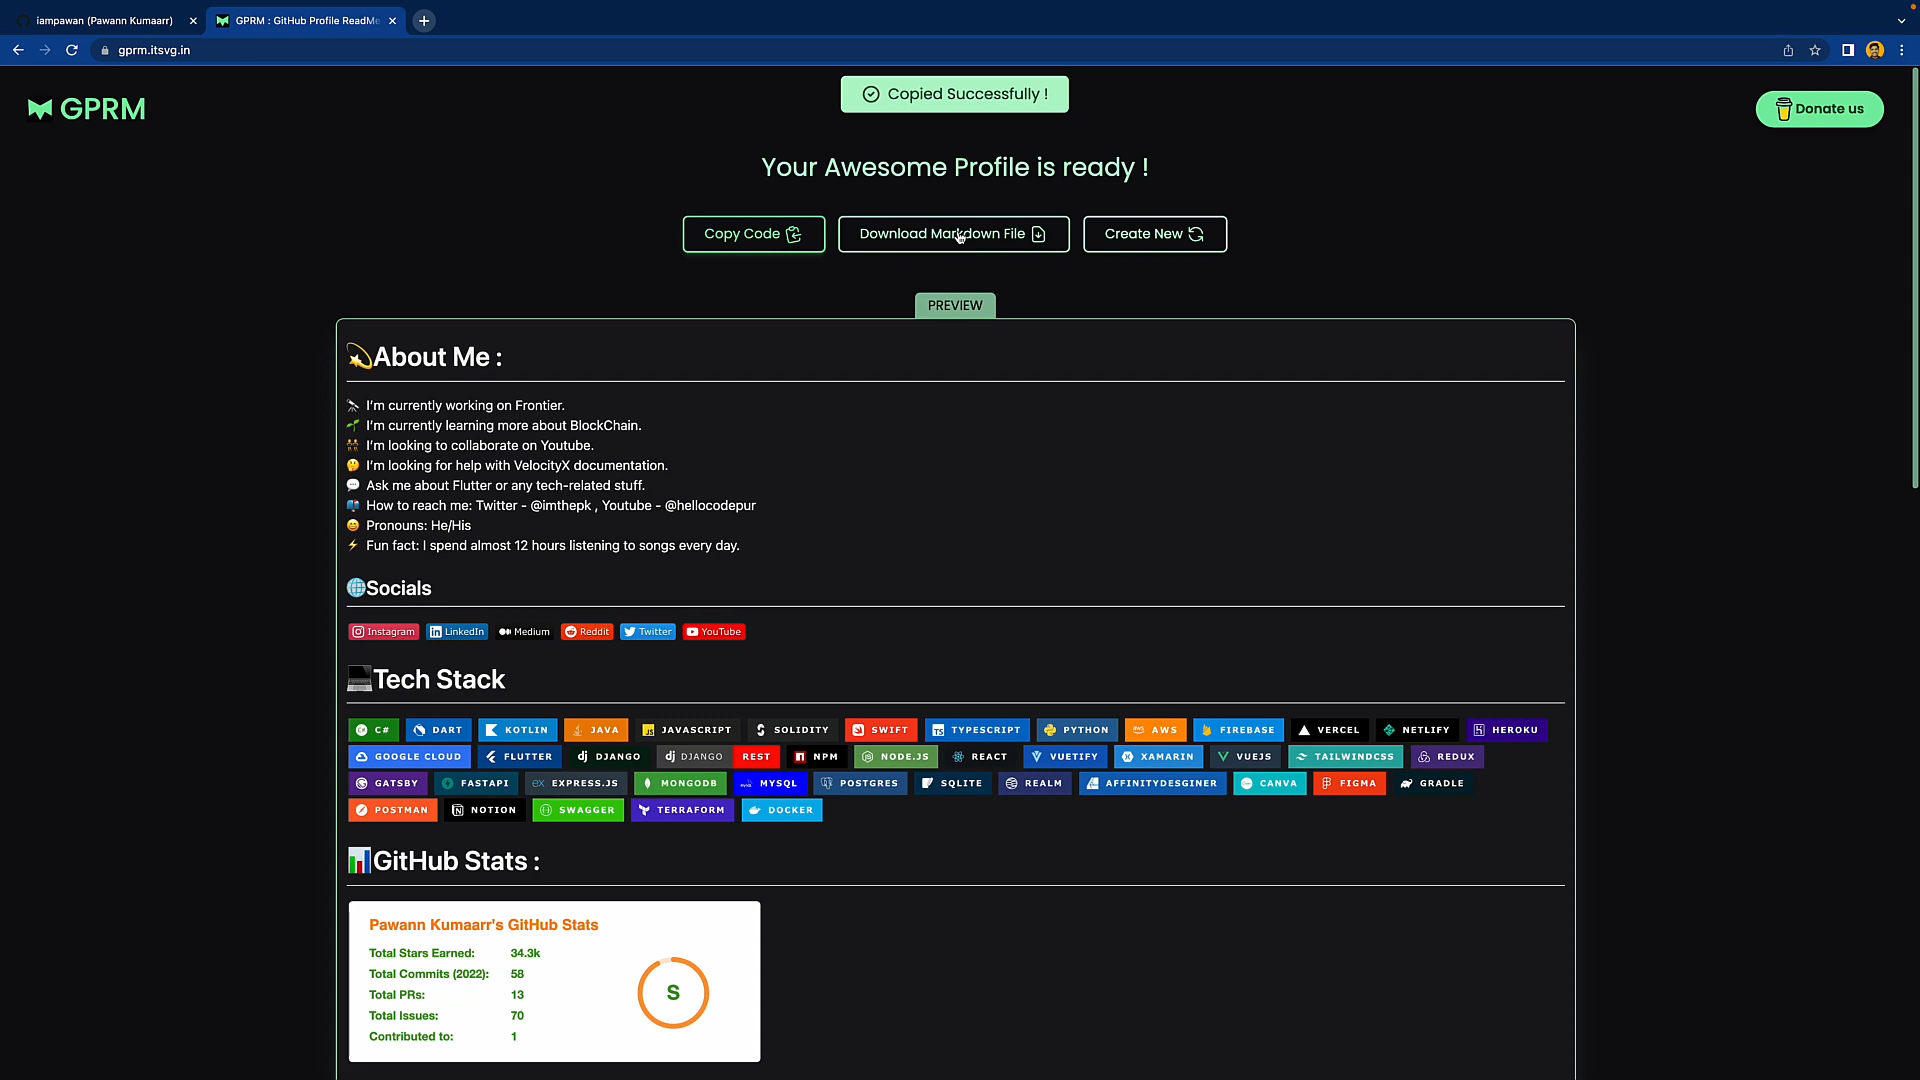 iampawan (Pawann Kumaarr)
GPRM : GitHub Profile ReadMe
gprm.itsvg.in
GPRM
Copied Successfully !
Donate us
Your Awesome Profile is ready !
Copy Code
Download Markdown File
Create New
PREVIEW
About Me :
I'm currently working on Frontier.
I'm currently learning more about BlockChain.
I'm looking to collaborate on Youtube.
I'm looking for help with VelocityX documentation.
Ask me about Flutter or any tech-related stuff.
How to reach me: Twitter - @imthepk , Youtube - @hellocodepur
Pronouns: He/His
Fun fact: I spend almost 12 hours listening to songs every day.
Socials
Instagram LinkedIn Medium Reddit Twitter YouTube
Tech Stack
C# DART KOTLIN JAVA JS JAVASCRIPT SOLIDITY SWIFT TS TYPESCRIPT PYTHON AWS FIREBASE VERCEL NETLIFY HEROKU
GOOGLE CLOUD FLUTTER dj DJANGO dj DJANGO REST NPM NODE.JS REACT VUETIFY XAMARIN VUEJS TAILWINDCSS REDUX
GATSBY FASTAPI EX EXPRESS.JS MONGODB MYSQL POSTGRES SQLITE REALM AFFINITYDESGINER CANVA FIGMA GRADLE
POSTMAN NOTION SWAGGER TERRAFORM DOCKER
GitHub Stats :
Pawann Kumaarr's GitHub Stats
Total Stars Earned: 34.3k
Total Commits (2022): 58
Total PRs: 13
Total Issues: 70
Contributed to: 1
S